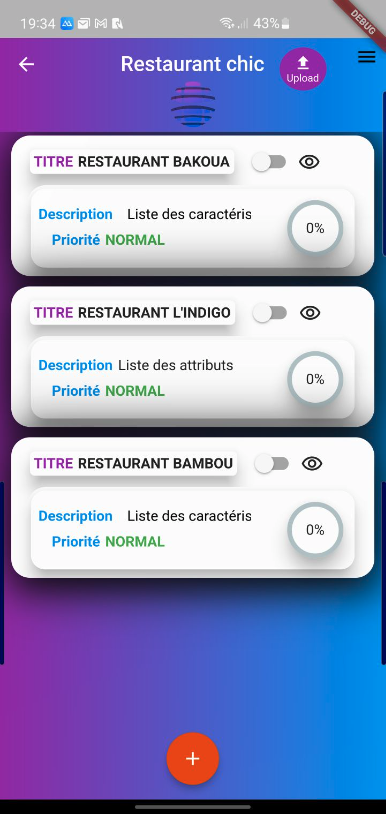 19:34 43%
DEBUG
Restaurant chic
Upload
TITRE RESTAURANT BAKOUA
Description Liste des caractéris
0%
Priorité NORMAL
TITRE RESTAURANT L'INDIGO
Description Liste des attributs
0%
Priorité NORMAL
TITRE RESTAURANT BAMBOU
Description Liste des caractéris
0%
Priorité NORMAL